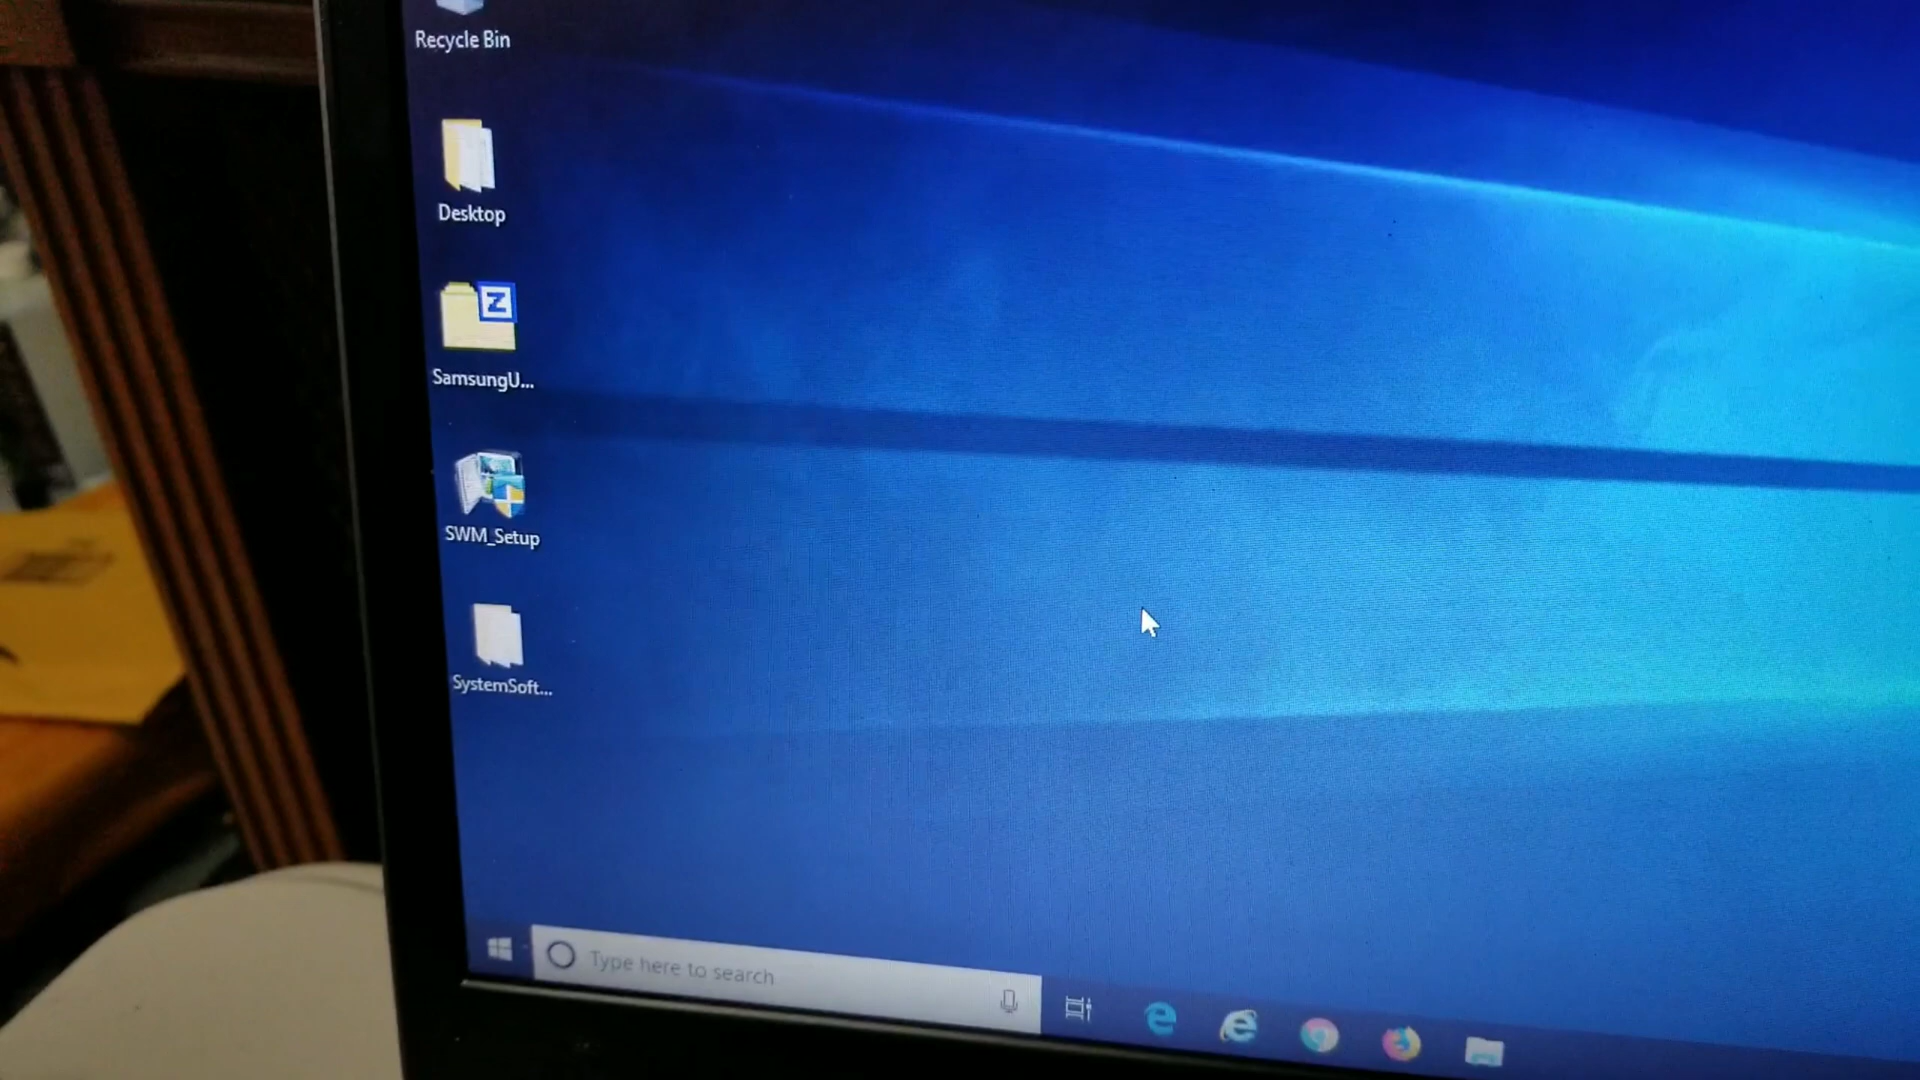 Recycle Bin
Desktop
Z
SamsungU...
SWM_Setup
SystemSoft...
Type here to search